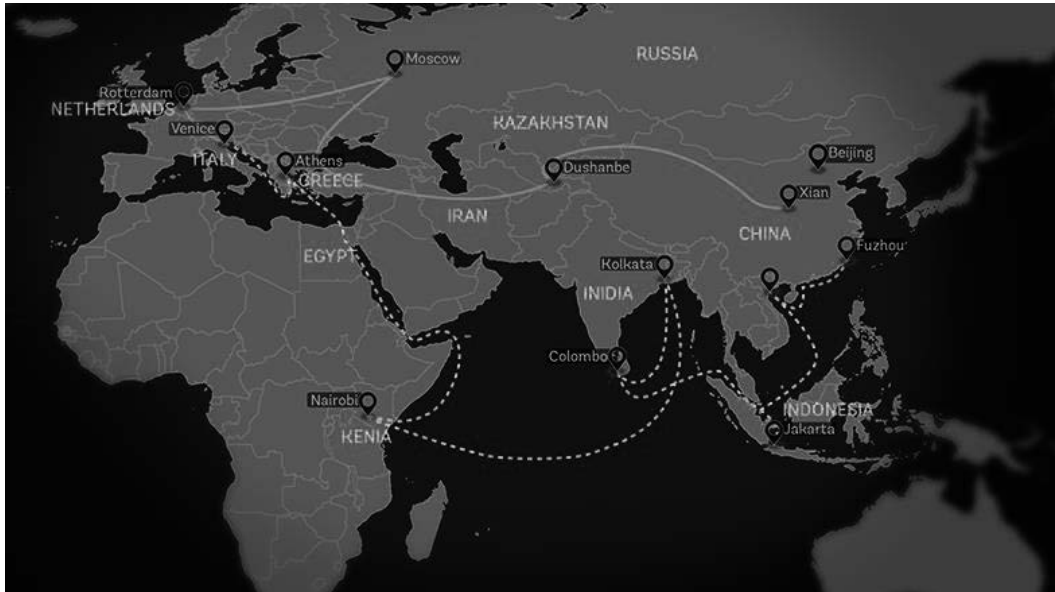 Moscow
RUSSIA
Rotterdam
NETHERLANDS
Venice
ITALY
KAZAKHSTAN
Athens
GREECE
Dushanbe
Beijing
Xian
IRAN
CHINA
Fuzhou
EGYPT
Kolkata
INIDIA
Colombo
Nairobi
KENIA
INDONESIA
Jakarta